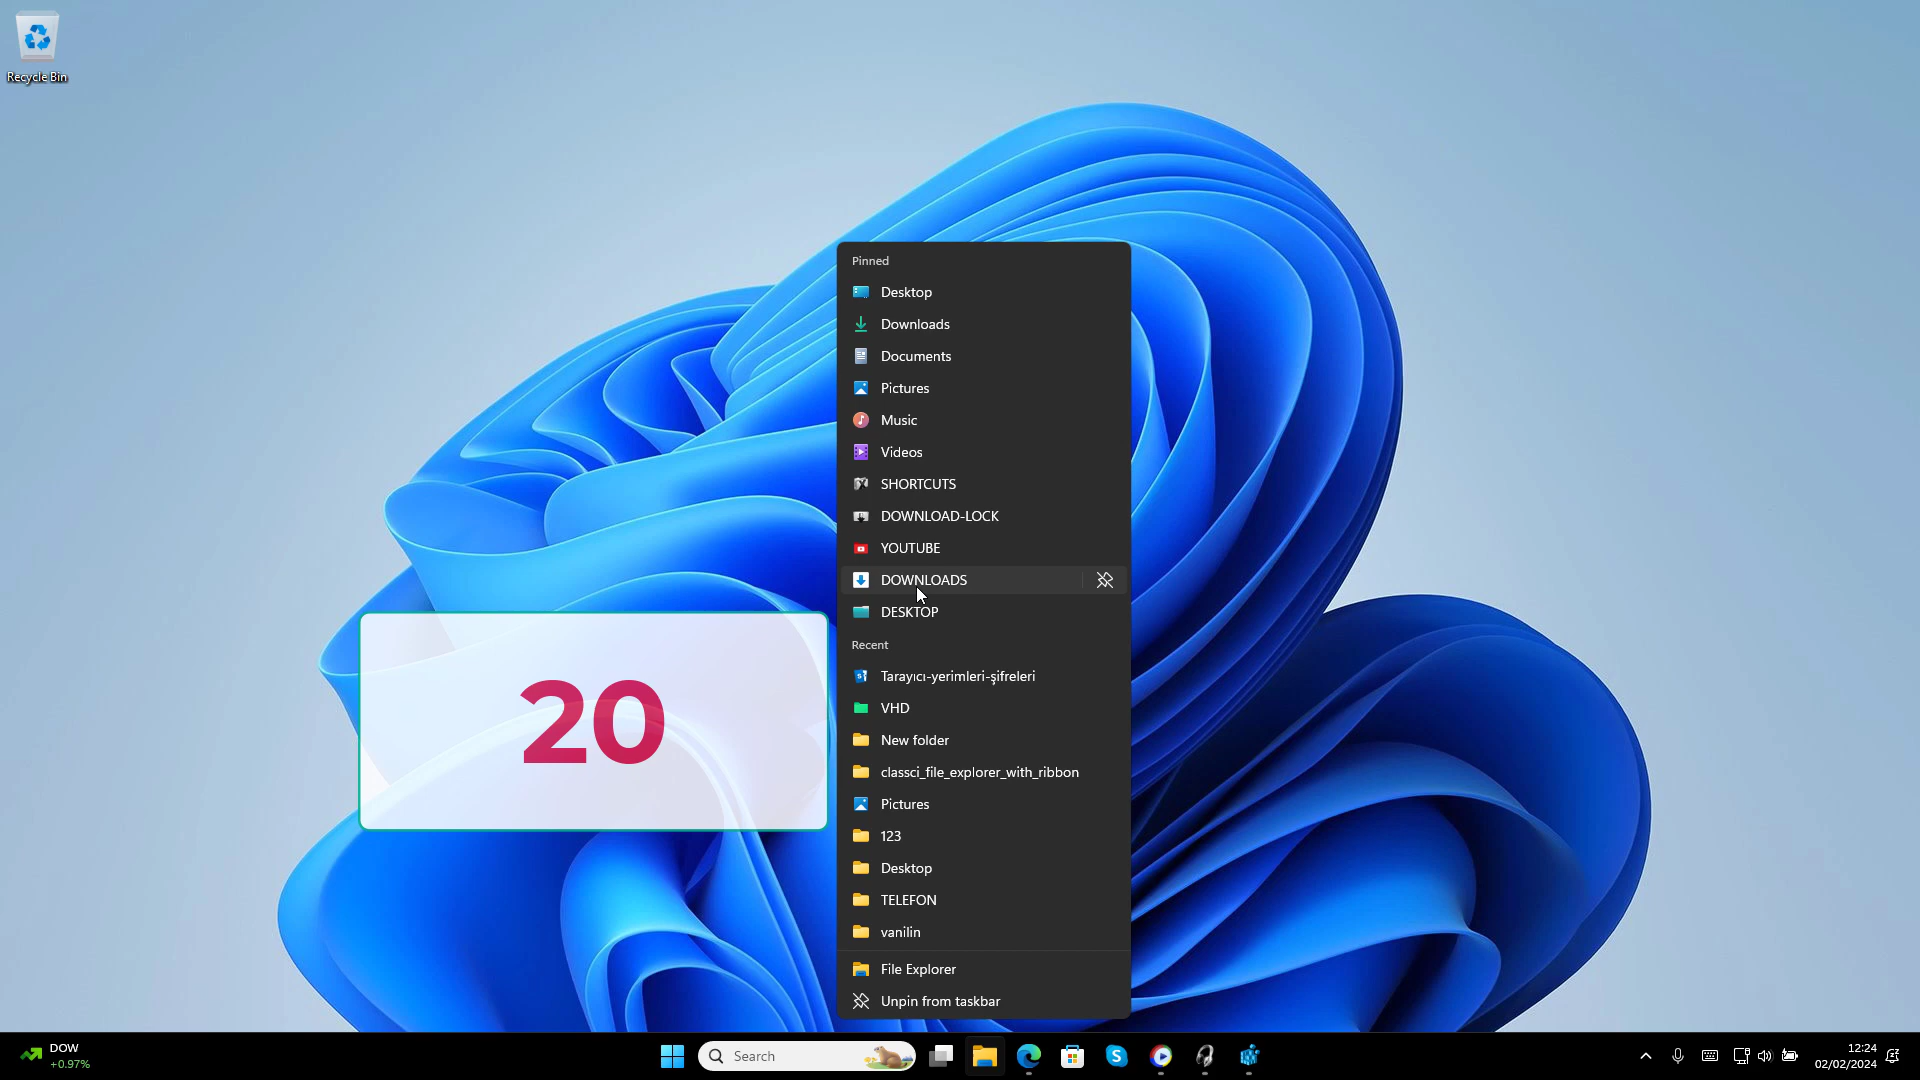 Recycle Bin
Pinned
Desktop
Downloads
Documents
Pictures
Music
Videos
SHORTCUTS
DOWNLOAD-LOCK
YOUTUBE
DOWNLOADS
DESKTOP
Recent
Tarayıcı-yerimleri-şifreleri
VHD
New folder
classci_file_explorer_with_ribbon
Pictures
123
Desktop
TELEFON
vanilin
File Explorer
Unpin from taskbar
20
DOW
+0.97%
Search
12:24
02/02/2024